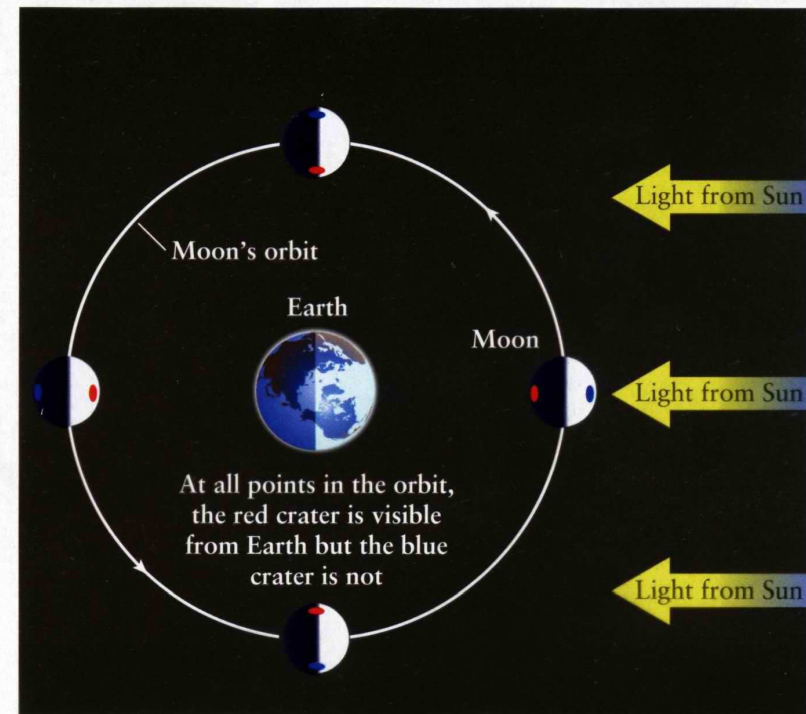 Light from Sun
Moon's orbit
Earth
Moon
Light from Sun
At all points in the orbit,
the red crater is visible
from Earth but the blue
crater is not
Light from Sun